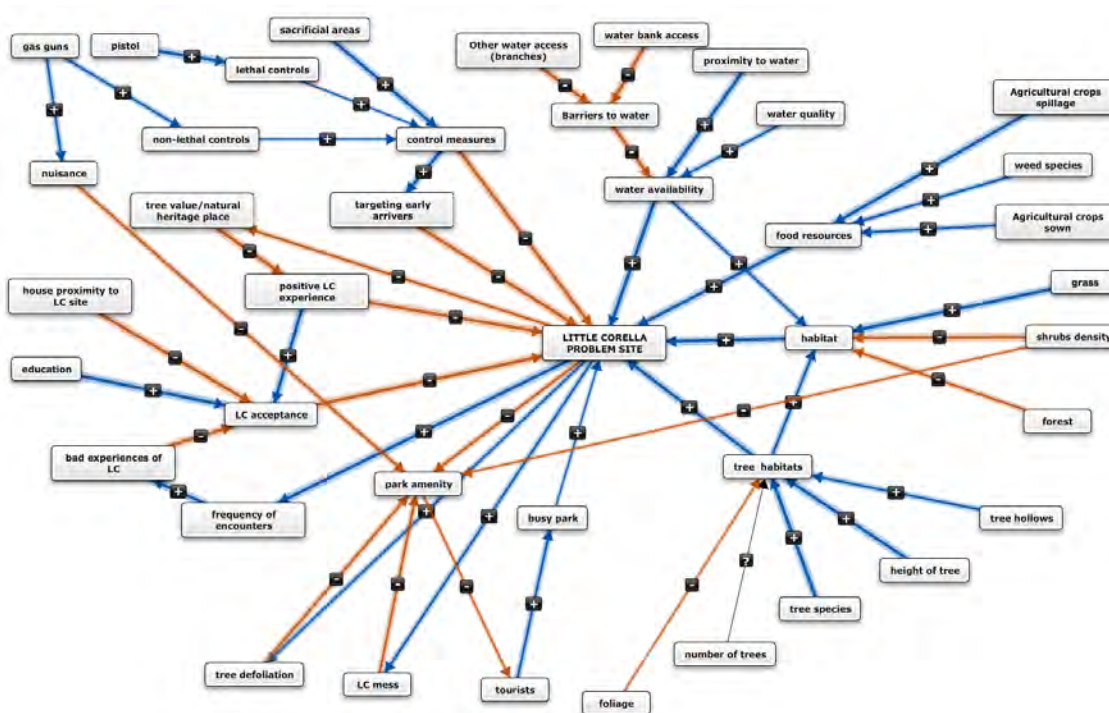 sacrificial areas
water bank access
Other water access
(branches)
gas guns
pistol
proximity to water
lethal controls
Agricultural crops
spillage
Barriers to water
water quality
non-lethal controls
control measures
weed species
nuisance
water availability
tree value/natural
heritage place
targeting early
arrivers
food resources
Agricultural crops
sown
house proximity to
LC site
positive LC
experience
grass
LITTLE CORELLA
PROBLEM SITE
habitat
shrubs density
education
LC acceptance
forest
bad experiences of
LC
park amenity
tree habitats
frequency of
encounters
busy park
tree hollows
height of tree
tree species
number of trees
tree defoliation
LC mess
tourists
foliage
+
+
+
+
+
+
+
-
-
-
+
+
+
+
+
+
+
+
-
-
-
-
-
-
+
+
-
-
+
+
-
-
-
-
+
+
+
+
+
+
-
-
-
-
+
+
+
+
?
-